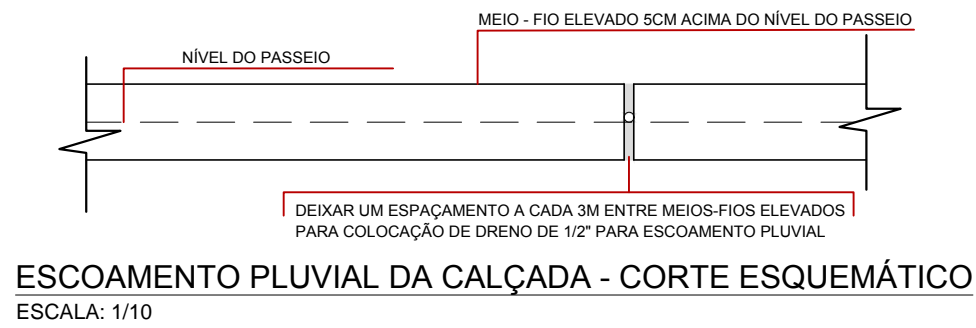 MEIO - FIO ELEVADO 5CM ACIMA DO NÍVEL DO PASSEIO
NÍVEL DO PASSEIO
DEIXAR UM ESPAÇAMENTO A CADA 3M ENTRE MEIOS-FIOS ELEVADOS
PARA COLOCAÇÃO DE DRENO DE 1/2" PARA ESCOAMENTO PLUVIAL
ESCOAMENTO PLUVIAL DA CALÇADA - CORTE ESQUEMÁTICO
ESCALA: 1/10